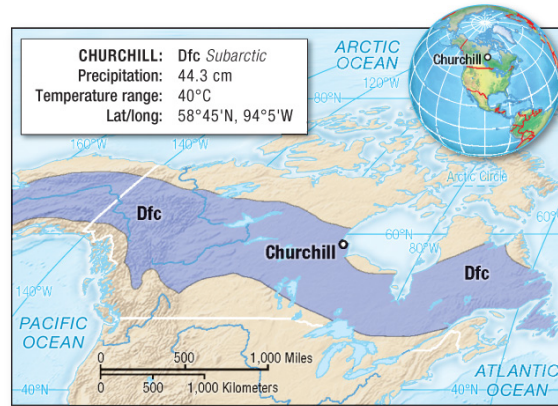 CHURCHILL: Dfc Subarctic
Precipitation: 44.3 cm
Temperature range: 40°C
Lat/long: 58°45'N, 94°5'W
ARCTIC
OCEAN
Churchill
120°W
80°N
160°W
140°W
Arctic Circle
Dfc
Churchill
60°N
80°W
Dfc
140°W
PACIFIC
OCEAN
0 500 1,000 Miles
0 500 1,000 Kilometers
ATLANTIC
OCEAN
40°N
40°N
60°W